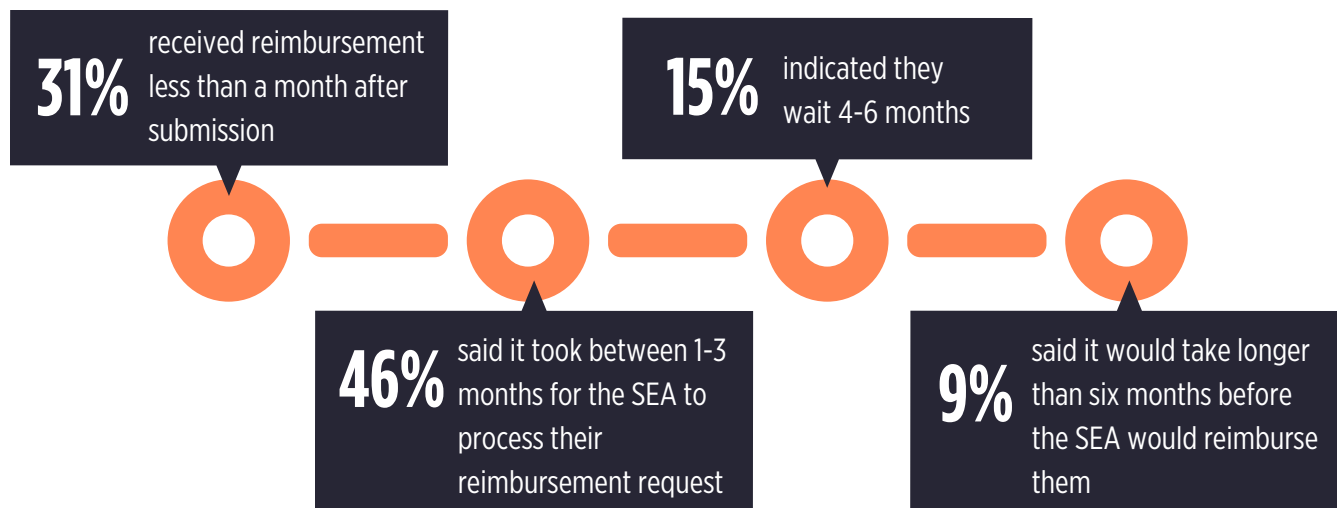 31%
received reimbursement
less than a month after
submission
46%
said it took between 1-3
months for the SEA to
process their
reimbursement request
15%
indicated they
wait 4-6 months
9%
said it would take longer
than six months before
the SEA would reimburse
them